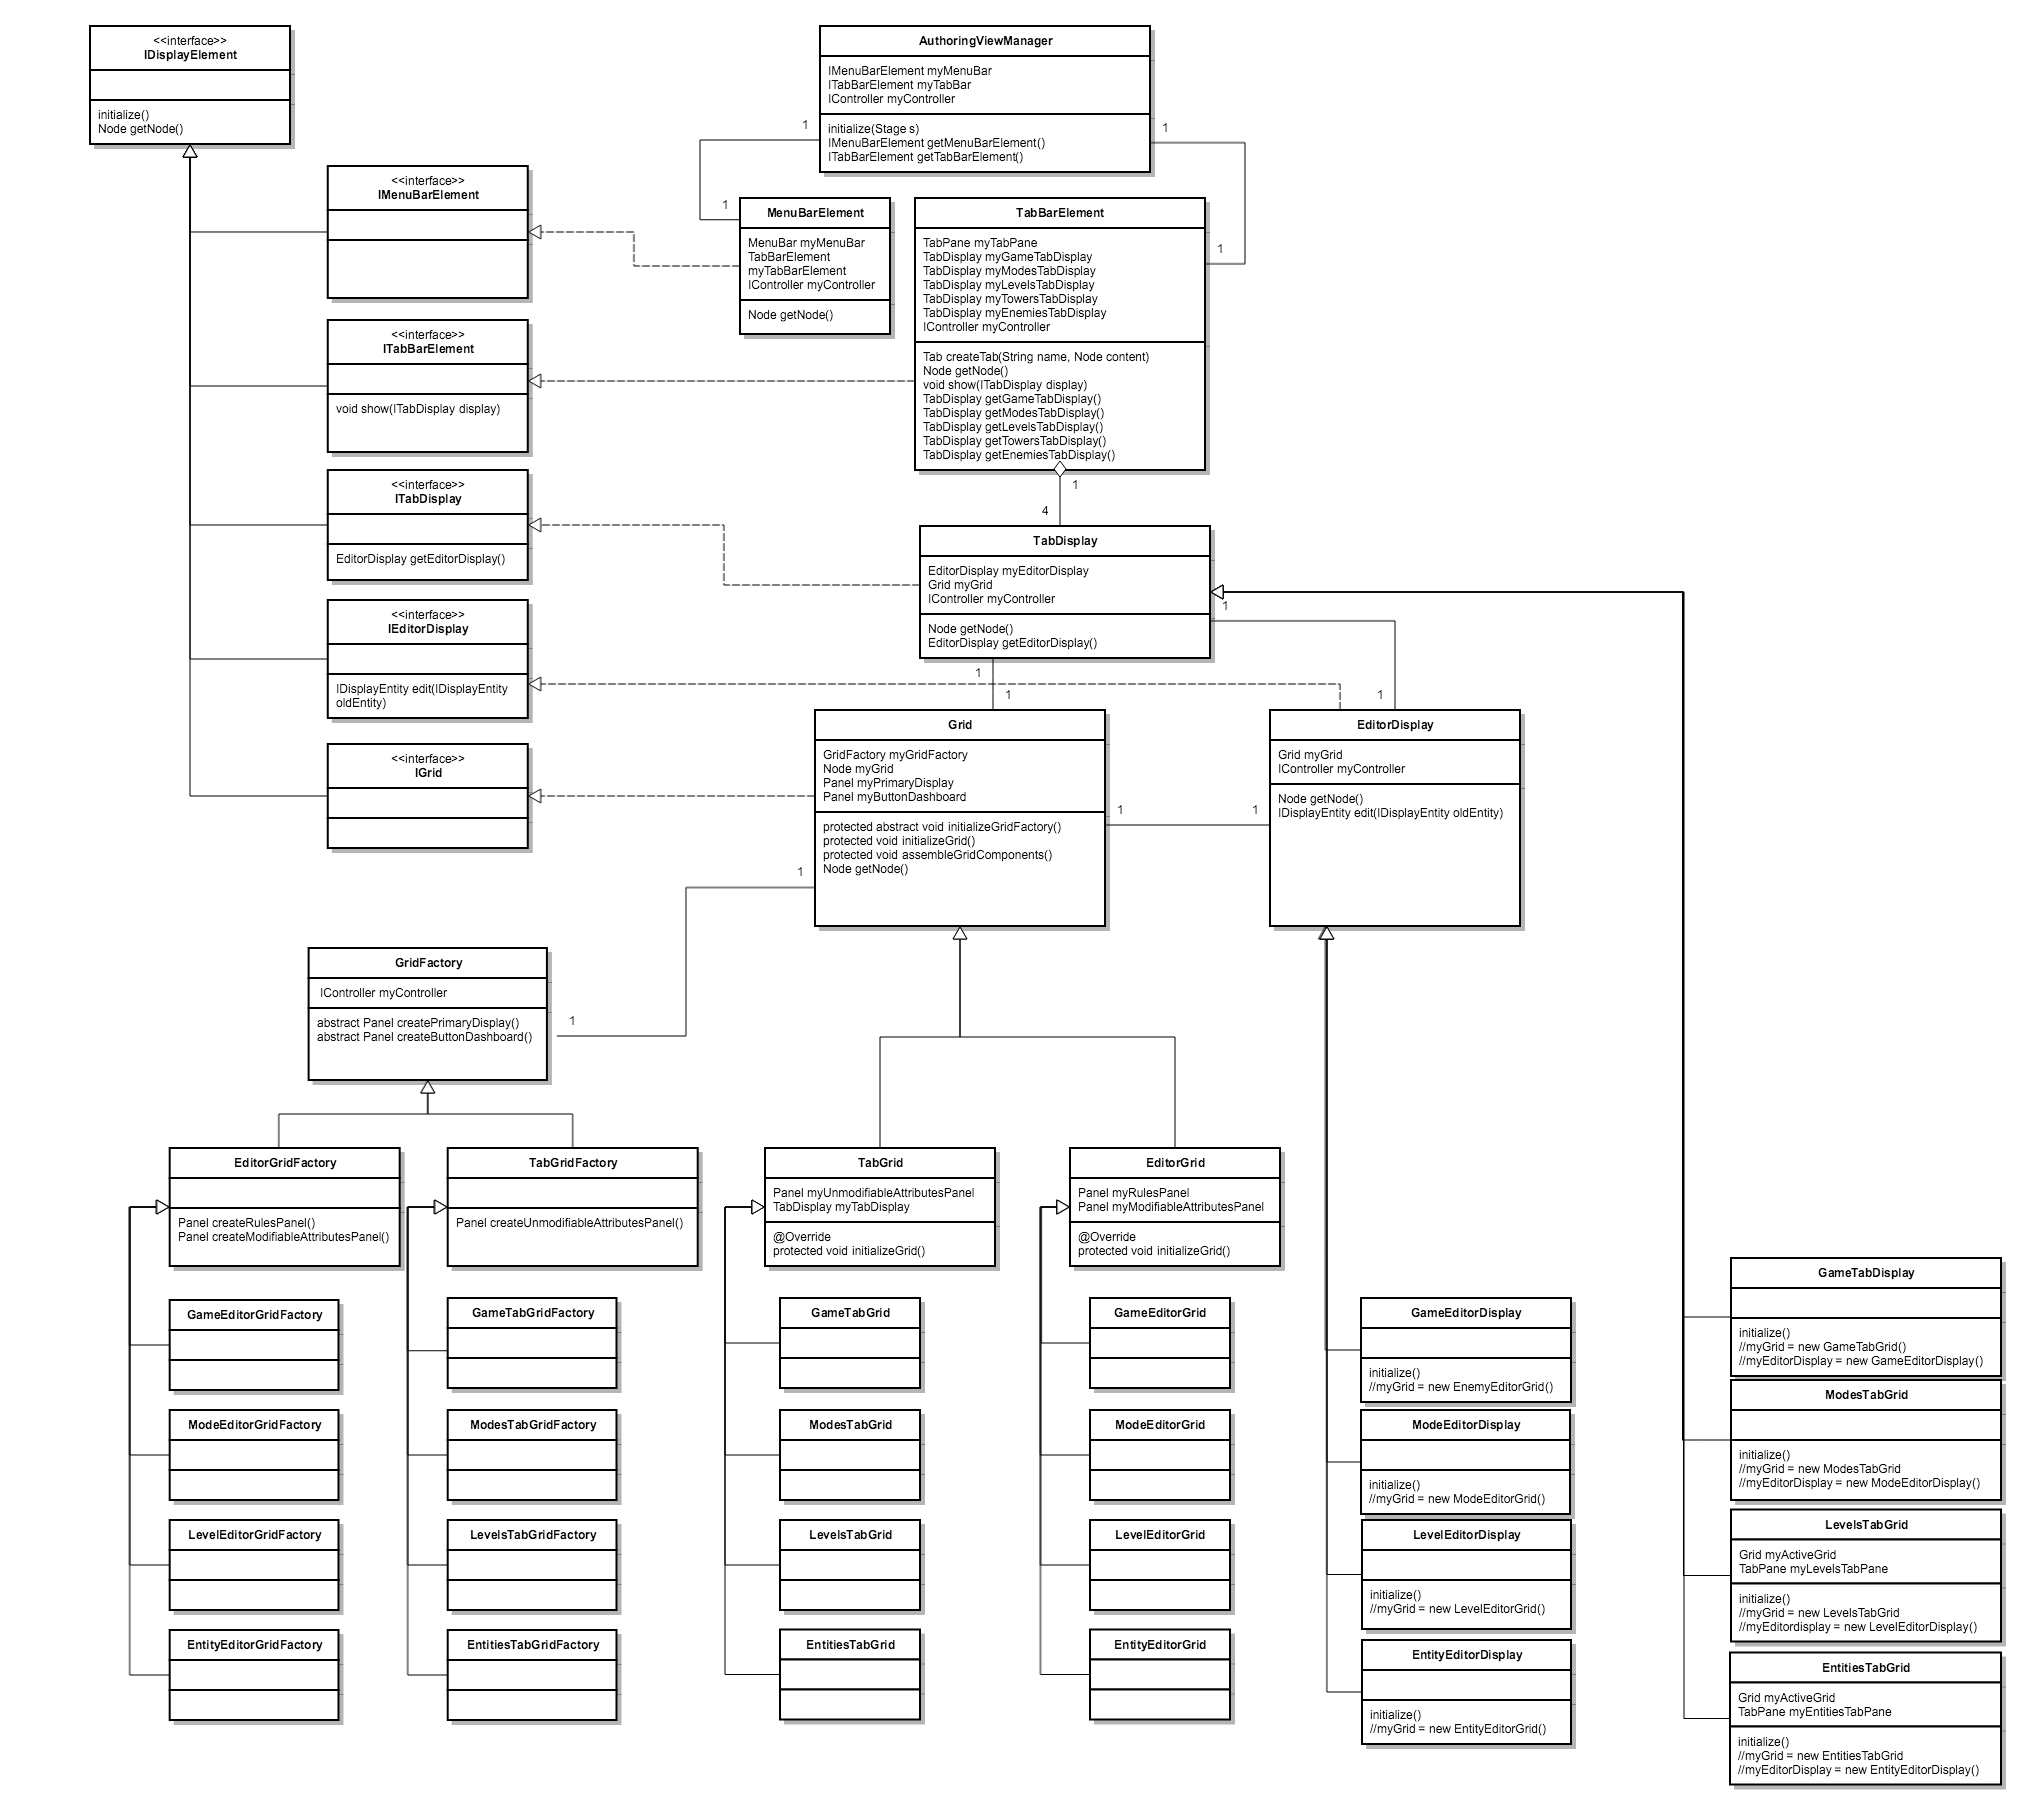 <<interface>>
IDisplayElement
initialize()
Node getNode()
AuthoringViewManager
IMenuBarElement myMenuBar
ITabBarElement myTabBar
IController myController
initialize(Stage s)
IMenuBarElement getMenuBarElement()
ITabBarElement getTabBarElement()
1
1
1
1
<<interface>>
IMenuBarElement
MenuBarElement
MenuBar myMenuBar
TabBarElement
myTabBarElement
IController myController
Node getNode()
TabBarElement
TabPane myTabPane
TabDisplay myGameTabDisplay
TabDisplay myModesTabDisplay
TabDisplay myLevelsTabDisplay
TabDisplay myTowersTabDisplay
TabDisplay myEnemiesTabDisplay
IController myController
Tab createTab(String name, Node content)
Node getNode()
void show(ITabDisplay display)
TabDisplay getGameTabDisplay()
TabDisplay getModesTabDisplay()
TabDisplay getLevelsTabDisplay()
TabDisplay getTowersTabDisplay()
TabDisplay getEnemiesTabDisplay()
<<interface>>
ITabBarElement
void show(ITabDisplay display)
1
4
<<interface>>
ITabDisplay
EditorDisplay getEditorDisplay()
TabDisplay
EditorDisplay myEditorDisplay
Grid myGrid
IController myController
Node getNode()
EditorDisplay getEditorDisplay()
1
1
1
1
<<interface>>
IEditorDisplay
IDisplayEntity edit(IDisplayEntity
oldEntity)
<<interface>>
IGrid
Grid
GridFactory myGridFactory
Node myGrid
Panel myPrimaryDisplay
Panel myButtonDashboard
protected abstract void initializeGridFactory()
protected void initializeGrid()
protected void assembleGridComponents()
Node getNode()
1
1
EditorDisplay
Grid myGrid
IController myController
Node getNode()
IDisplayEntity edit(IDisplayEntity oldEntity)
1
1
GridFactory
IController myController
abstract Panel createPrimaryDisplay()
abstract Panel createButtonDashboard()
EditorGridFactory
Panel createRulesPanel()
Panel createModifiableAttributesPanel()
TabGridFactory
Panel createUnmodifiableAttributesPanel()
TabGrid
Panel myUnmodifiableAttributesPanel
TabDisplay myTabDisplay
@Override
protected void initializeGrid()
EditorGrid
Panel myRulesPanel
Panel myModifiableAttributesPanel
@Override
protected void initializeGrid()
GameEditorGridFactory
ModeEditorGridFactory
LevelEditorGridFactory
EntityEditorGridFactory
GameTabGridFactory
ModesTabGridFactory
LevelsTabGridFactory
EntitiesTabGridFactory
GameTabGrid
ModesTabGrid
LevelsTabGrid
EntitiesTabGrid
GameEditorGrid
ModeEditorGrid
LevelEditorGrid
EntityEditorGrid
GameEditorDisplay
initialize()
//myGrid = new EnemyEditorGrid()
ModeEditorDisplay
initialize()
//myGrid = new ModeEditorGrid()
LevelEditorDisplay
initialize()
//myGrid = new LevelEditorGrid()
EntityEditorDisplay
initialize()
//myGrid = new EntityEditorGrid()
GameTabDisplay
initialize()
//myGrid = new GameTabGrid()
//myEditorDisplay = new GameEditorDisplay()
ModesTabGrid
initialize()
//myGrid = new ModesTabGrid
//myEditorDisplay = new ModeEditorDisplay()
LevelsTabGrid
Grid myActiveGrid
TabPane myLevelsTabPane
initialize()
//myGrid = new LevelsTabGrid
//myEditordisplay = new LevelEditorDisplay()
EntitiesTabGrid
Grid myActiveGrid
TabPane myEntitiesTabPane
initialize()
//myGrid = new EntitiesTabGrid
//myEditorDisplay = new EntityEditorDisplay()